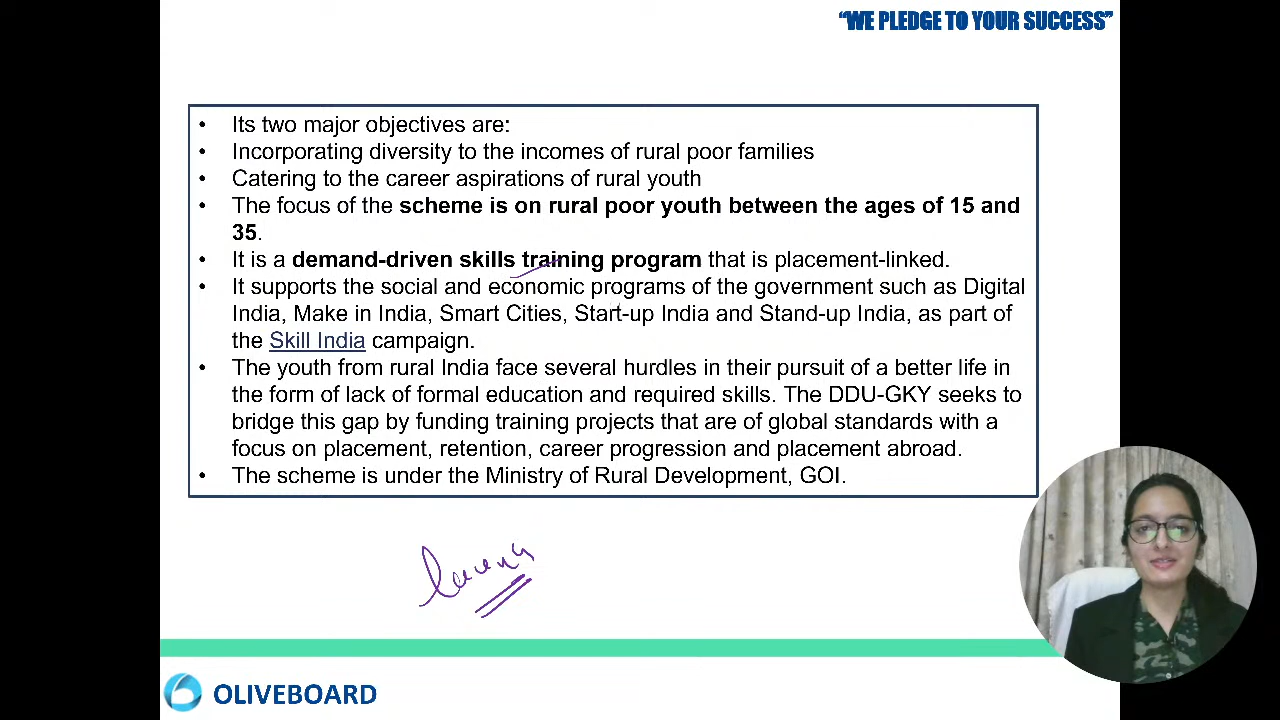 “WE PLEDGE TO YOUR SUCCESS”
• Its two major objectives are:
• Incorporating diversity to the incomes of rural poor families
• Catering to the career aspirations of rural youth
• The focus of the scheme is on rural poor youth between the ages of 15 and
35.
• It is a demand-driven skills training program that is placement-linked.
• It supports the social and economic programs of the government such as Digital
India, Make in India, Smart Cities, Start-up India and Stand-up India, as part of
the Skill India campaign.
• The youth from rural India face several hurdles in their pursuit of a better life in
the form of lack of formal education and required skills. The DDU-GKY seeks to
bridge this gap by funding training projects that are of global standards with a
focus on placement, retention, career progression and placement abroad.
• The scheme is under the Ministry of Rural Development, GOI.
OLIVEBOARD